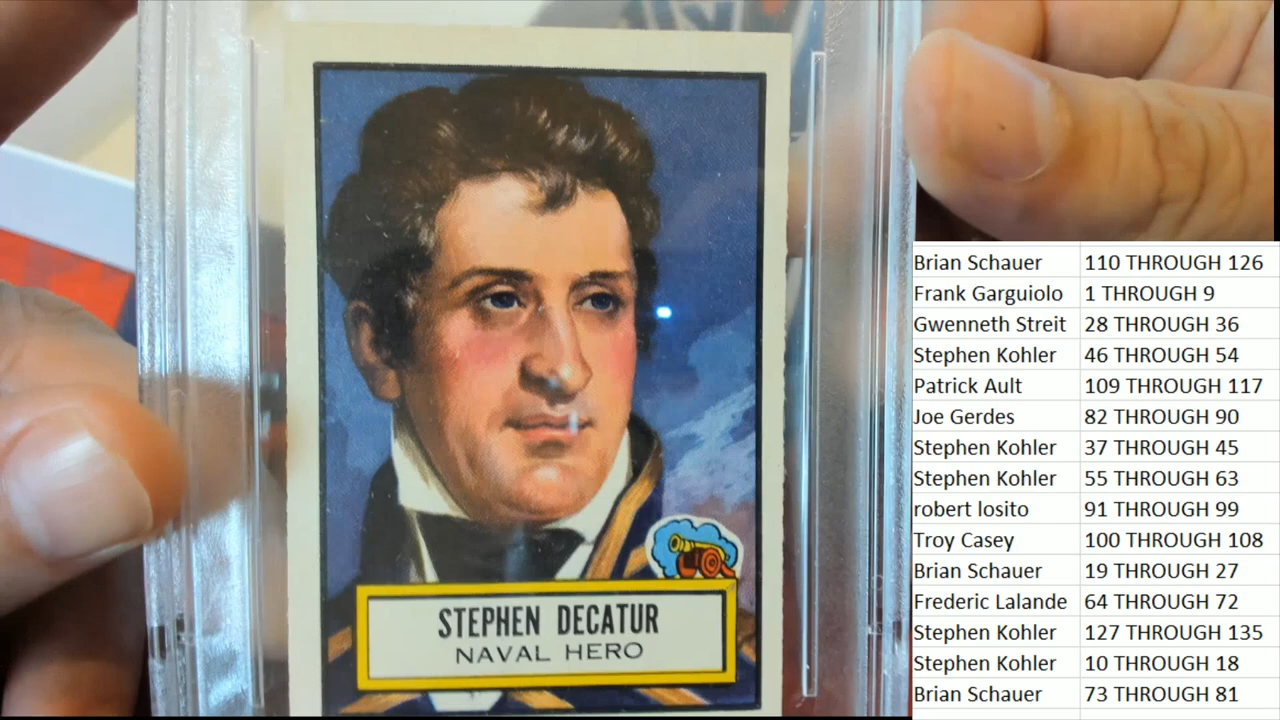 STEPHEN DECATUR
NAVAL HERO
Brian Schauer 110 THROUGH 126
Frank Garguiolo 1 THROUGH 9
Gwenneth Streit 28 THROUGH 36
Stephen Kohler 46 THROUGH 54
Patrick Ault 109 THROUGH 117
Joe Gerdes 82 THROUGH 90
Stephen Kohler 37 THROUGH 45
Stephen Kohler 55 THROUGH 63
robert losito 91 THROUGH 99
Troy Casey 100 THROUGH 108
Brian Schauer 19 THROUGH 27
Frederic Lalande 64 THROUGH 72
Stephen Kohler 127 THROUGH 135
Stephen Kohler 10 THROUGH 18
Brian Schauer 73 THROUGH 81